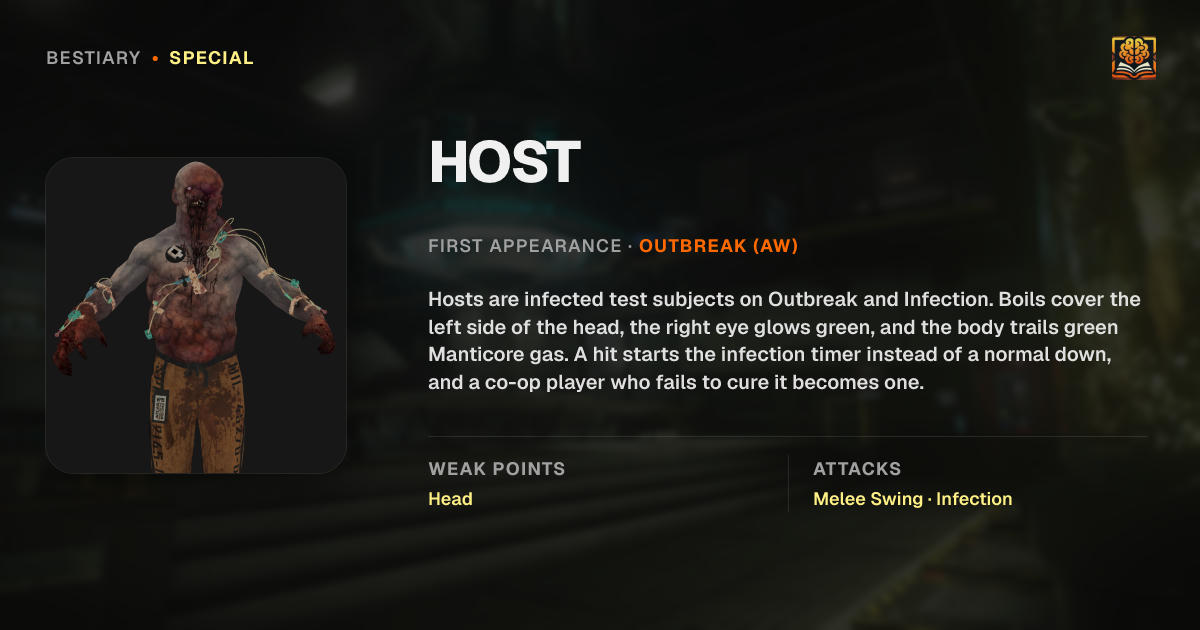 BESTIARY • SPECIAL
HOST
FIRST APPEARANCE · OUTBREAK (AW)
Hosts are infected test subjects on Outbreak and Infection. Boils cover the
left side of the head, the right eye glows green, and the body trails green
Manticore gas. A hit starts the infection timer instead of a normal down,
and a co-op player who fails to cure it becomes one.
WEAK POINTS
Head
ATTACKS
Melee Swing · Infection